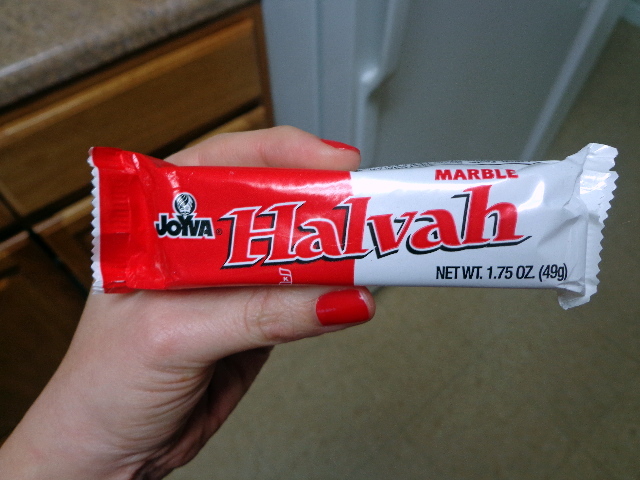 MARBLE
JOYVA®
Halvah®
NET WT. 1.75 OZ. (49g)